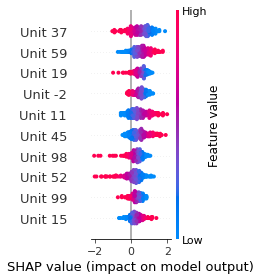 High
Unit 37
Unit 59
Unit 19
Unit -2
Unit 11
Unit 45
Unit 98
Unit 52
Unit 99
Unit 15
Feature value
Low
−2 0 2
SHAP value (impact on model output)